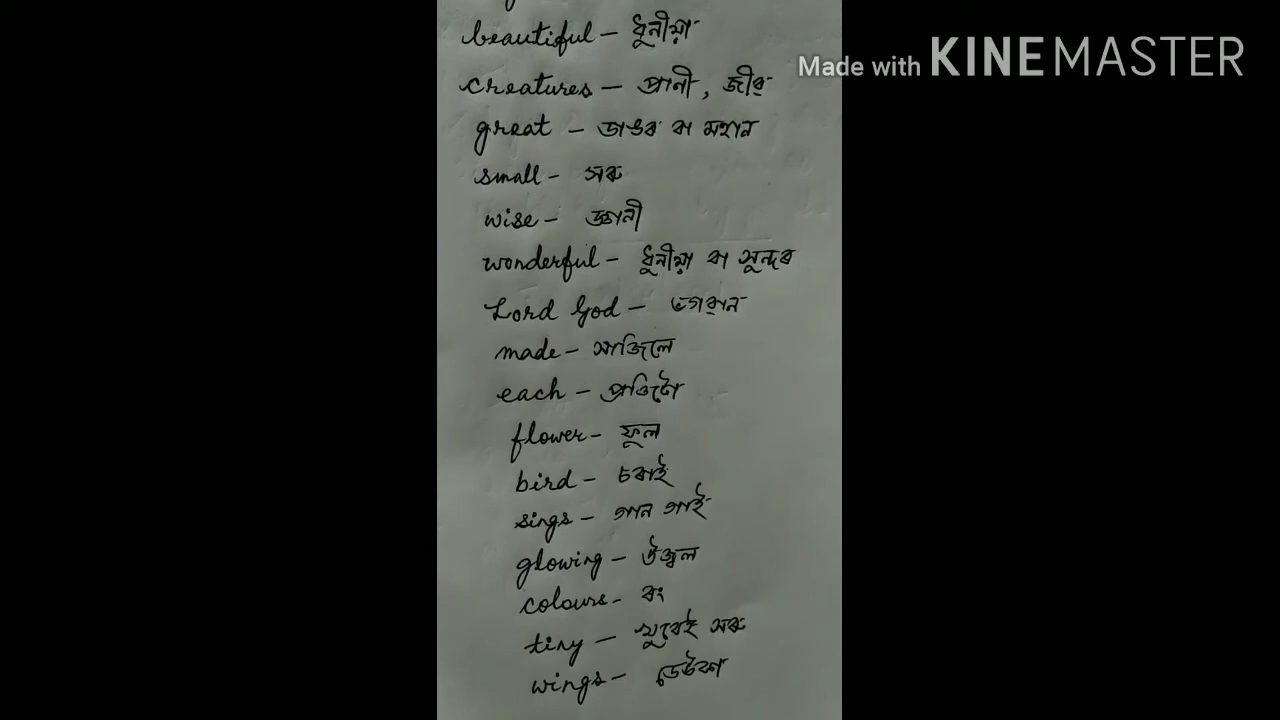 beautiful – ধুনীয়া
Made with KINEMASTER
creatures – প্রানী, জীৱ
great – ডাঙৰ বা মহান
small – সৰু
wise – জ্ঞানী
wonderful – ধুনীয়া বা সুন্দৰ
Lord God – ভগৱান
made – সাজিলে
each – প্ৰতিটো
flower – ফুল
bird – চৰাই
sings – গান গাই
glowing – উজ্বল
colours – ৰং
tiny – খুবেই সৰু
wings – ডেউকা